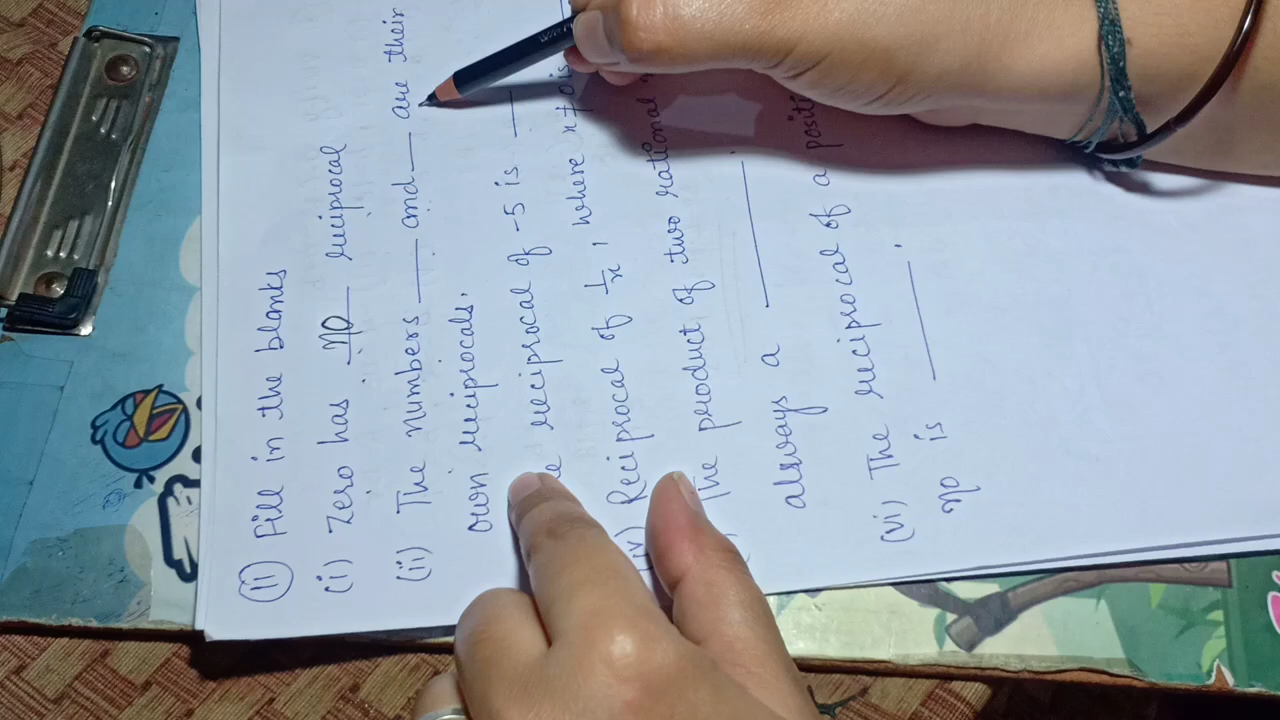 (11) Fill in the blanks
(i) Zero has no reciprocal
(ii) The numbers ___ and ___ are their
own reciprocals.
reciprocal of -5 is ___
(iv) Reciprocal of 1/x, where x ≠ 0 is
The product of two rational
always a ___.
(vi) The reciprocal of a
no is ___.